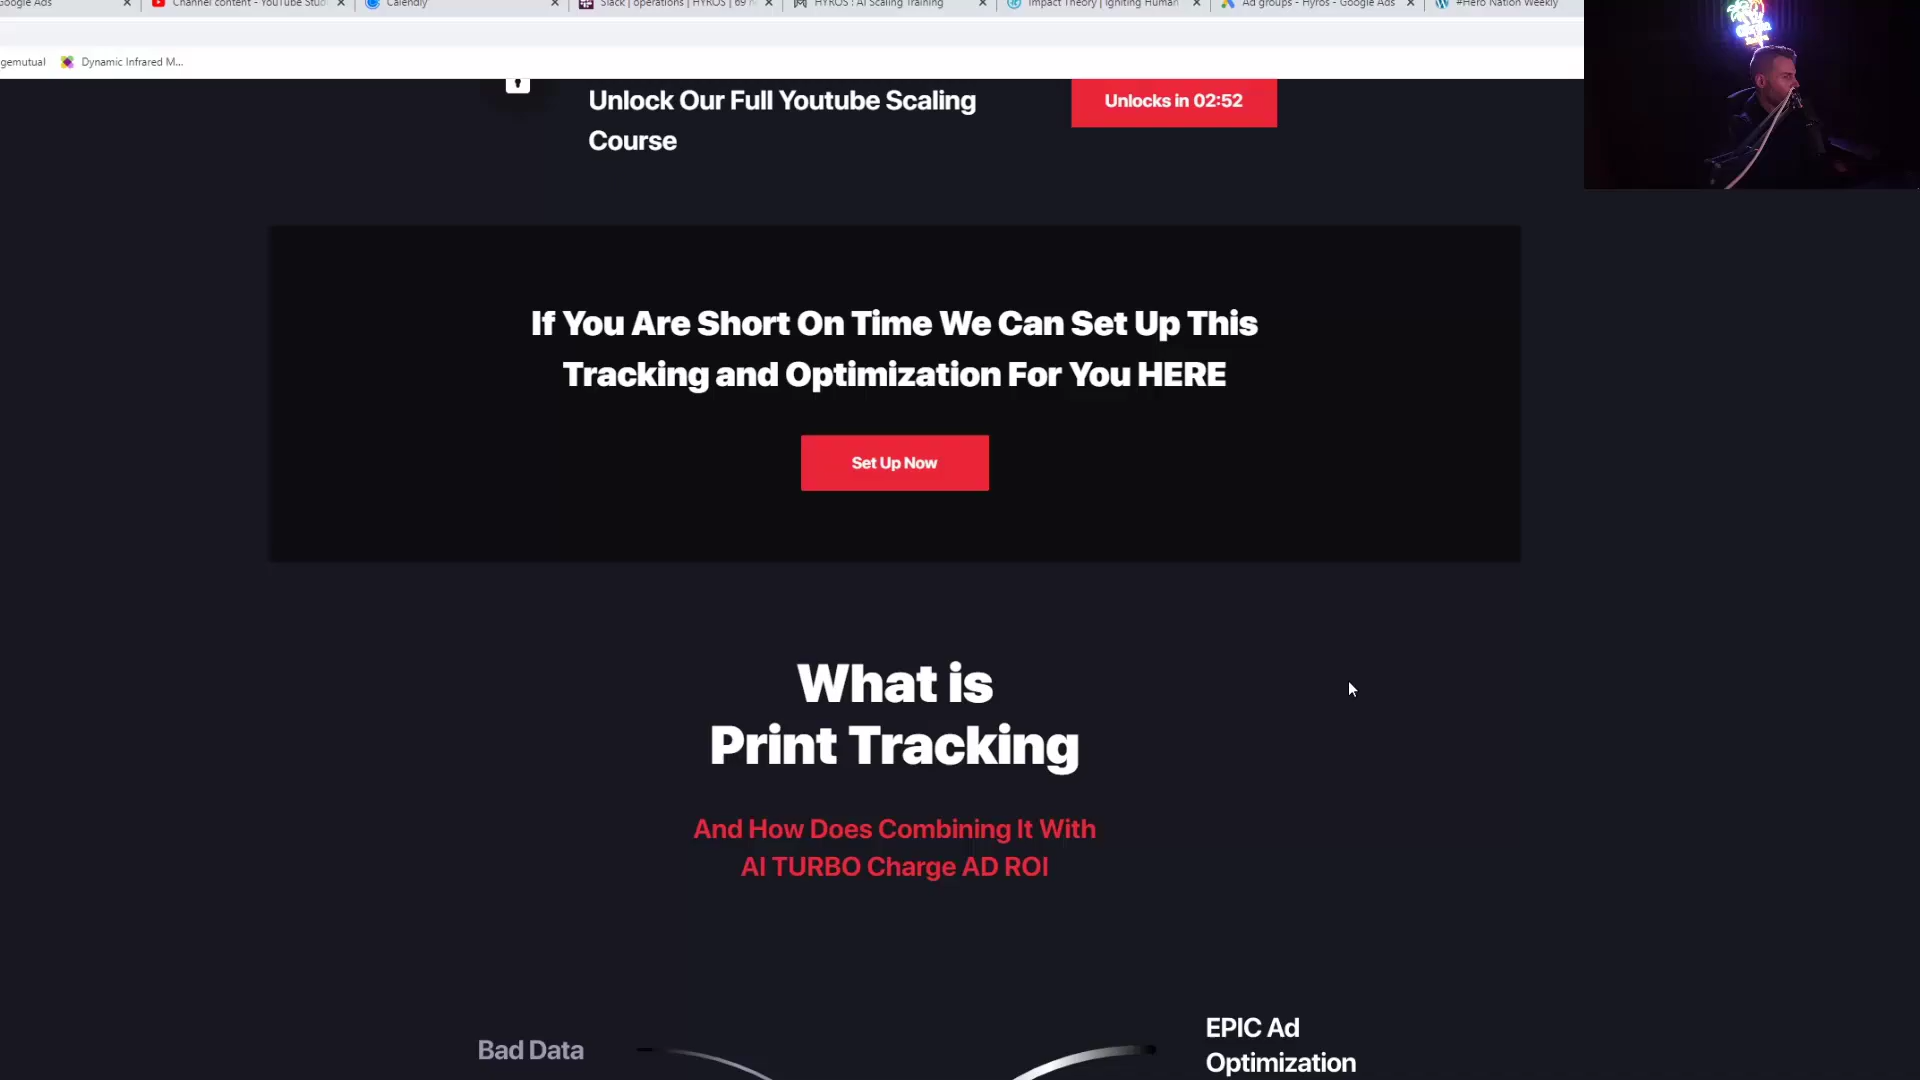 Google Ads
Channel content - YouTube Stud
Calendly
Slack | operations | HYROS | 69 n
HYROS : AI Scaling Training
Impact Theory | Igniting Human
Ad groups - Hyros - Google Ads
#Hero Nation Weekly
gemutual
Dynamic Infrared M...
Unlock Our Full Youtube Scaling
Course
Unlocks in 02:52
If You Are Short On Time We Can Set Up This
Tracking and Optimization For You HERE
Set Up Now
What is
Print Tracking
And How Does Combining It With
AI TURBO Charge AD ROI
Bad Data
EPIC Ad
Optimization